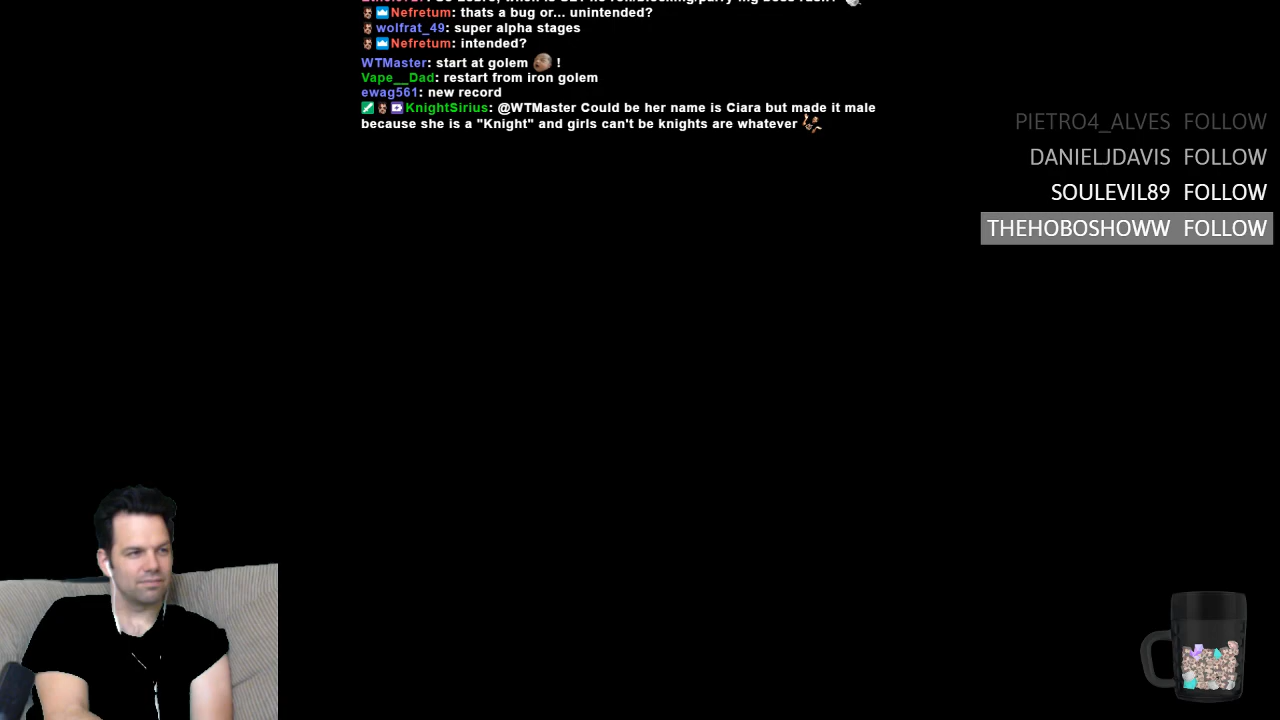 Nefretum: thats a bug or... unintended?
wolfrat_49: super alpha stages
Nefretum: intended?
WTMaster: start at golem !
Vape__Dad: restart from iron golem
ewag561: new record
KnightSirius: @WTMaster Could be her name is Ciara but made it male
because she is a "Knight" and girls can't be knights are whatever
PIETRO4_ALVES FOLLOW
DANIELJDAVIS FOLLOW
SOULEVIL89 FOLLOW
THEHOBOSHOWW FOLLOW